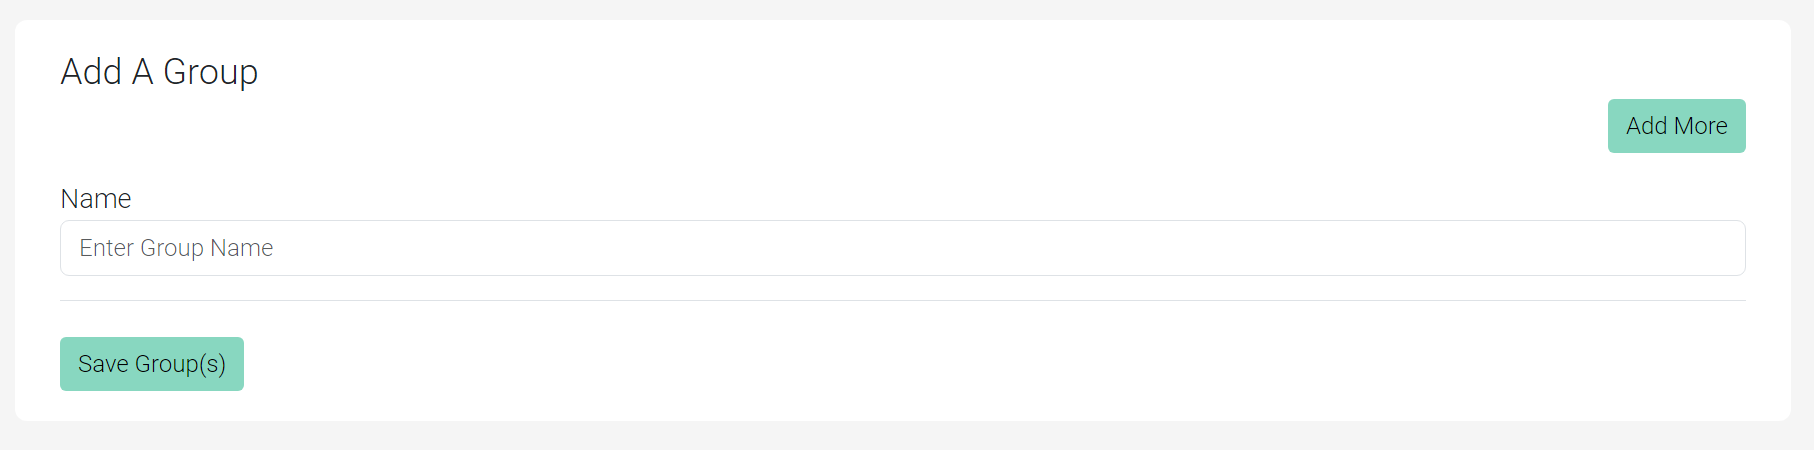 Add A Group
Add More
Name
Enter Group Name
Save Group(s)